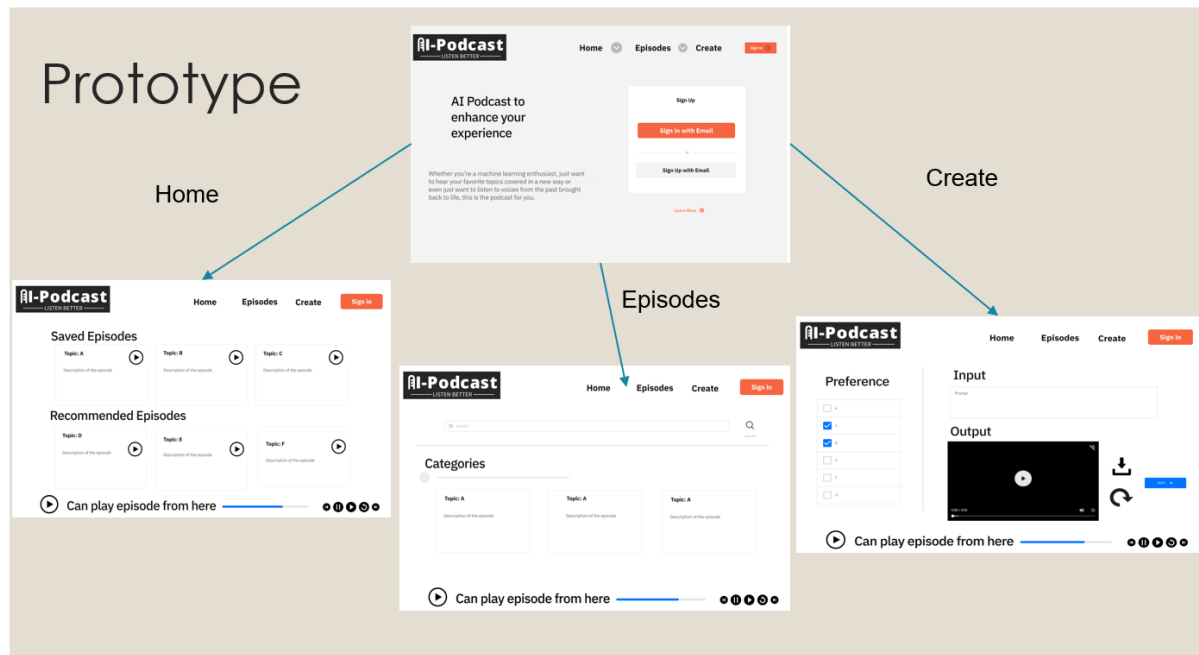 Prototype
AI-Podcast
LISTEN BETTER
Home
Episodes
Create
Sign in
AI Podcast to
enhance your
experience
Whether you're a machine learning enthusiast, just want
to hear your favorite topics covered in a new way or
even just want to listen to voices from the past brought
back to life, this is the podcast for you.
Sign Up
Sign in with Email
or
Sign Up with Email
Learn More
Home
Episodes
Create
AI-Podcast
LISTEN BETTER
Home
Episodes
Create
Sign in
Saved Episodes
Topic: A
Description of the episode
Topic: B
Description of the episode
Topic: C
Description of the episode
Recommended Episodes
Topic: D
Description of the episode
Topic: E
Description of the episode
Topic: F
Description of the episode
Can play episode from here
AI-Podcast
LISTEN BETTER
Home
Episodes
Create
Sign in
Search
Categories
Topic: A
Description of the episode
Topic: A
Description of the episode
Topic: A
Description of the episode
Can play episode from here
AI-Podcast
LISTEN BETTER
Home
Episodes
Create
Sign in
Preference
Input
Prompt
Output
0:00 / 0:00
Can play episode from here